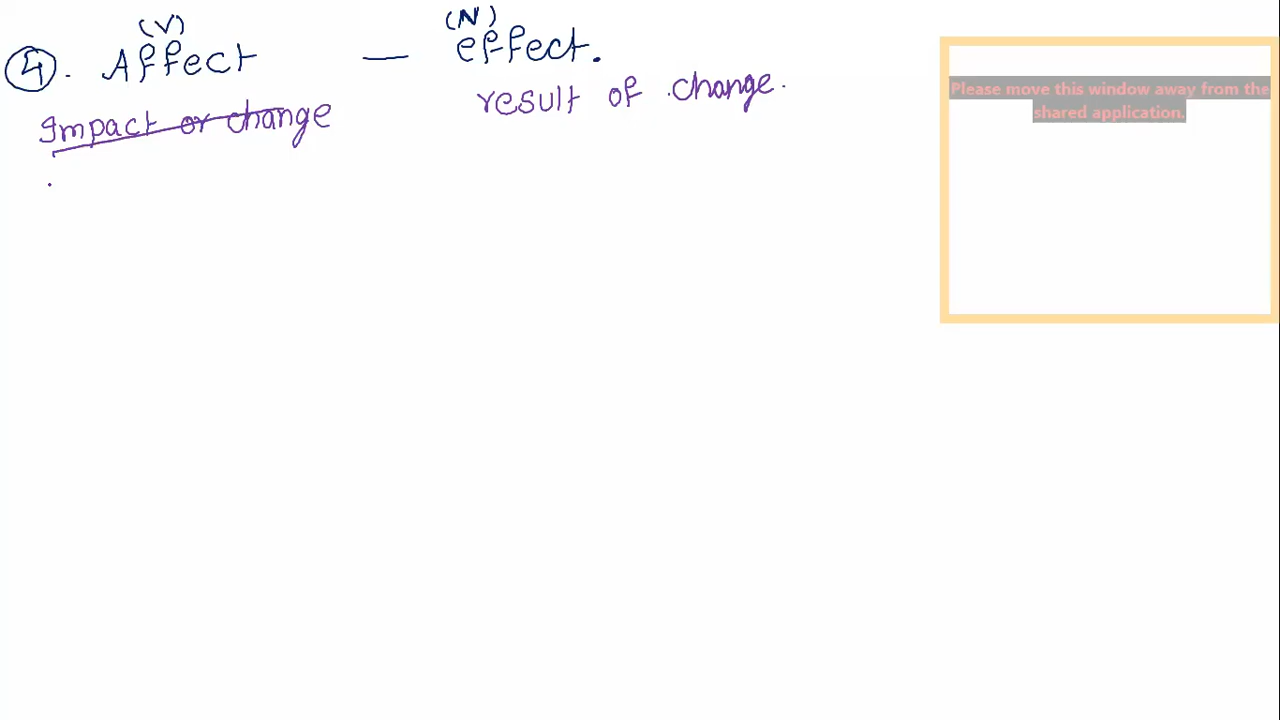 (V) (N)
4. Affect — effect.
Impact or change
result of change.
Please move this window away from the
shared application.